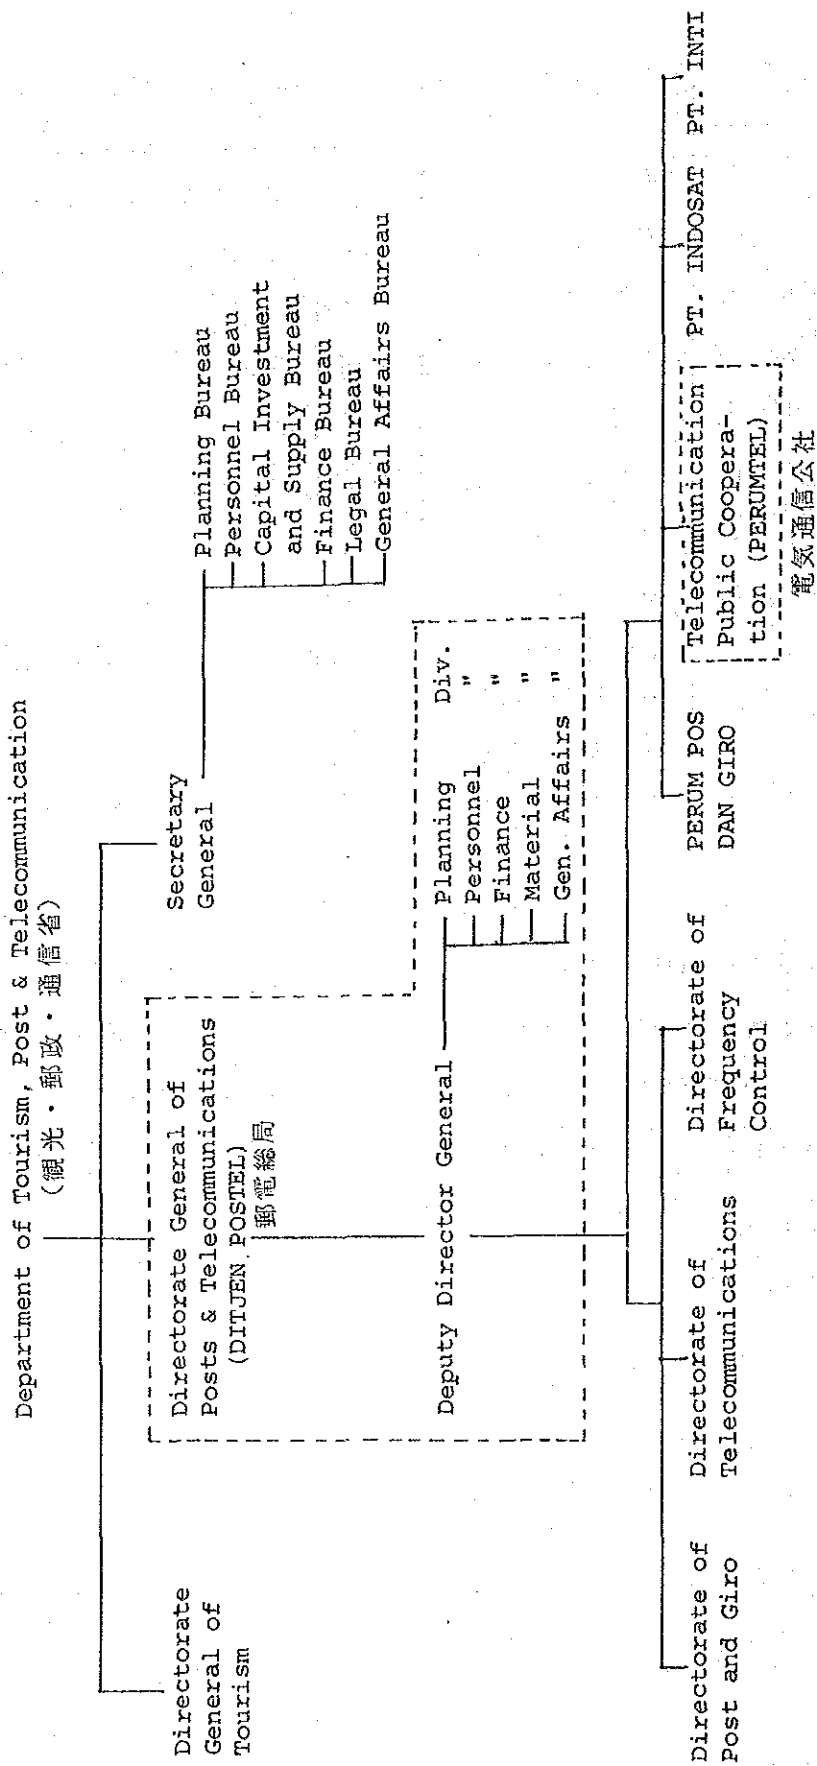 Department of Tourism, Post & Telecommunication
（観光・郵政・通信省）
Directorate
General of
Tourism
Directorate General of
Posts & Telecommunications
(DITJEN POSTEL)
郵電総局
Secretary
General
Planning Bureau
Personnel Bureau
Capital Investment
and Supply Bureau
Finance Bureau
Legal Bureau
General Affairs Bureau
Deputy Director General
Planning Div.
Personnel "
Finance "
Material "
Gen. Affairs "
Directorate of
Post and Giro
Directorate of
Telecommunications
Directorate of
Frequency
Control
PERUM POS
DAN GIRO
Telecommunication
Public Coopera-
tion (PERUMTEL)
電気通信公社
PT. INDOSAT
PT. INTI